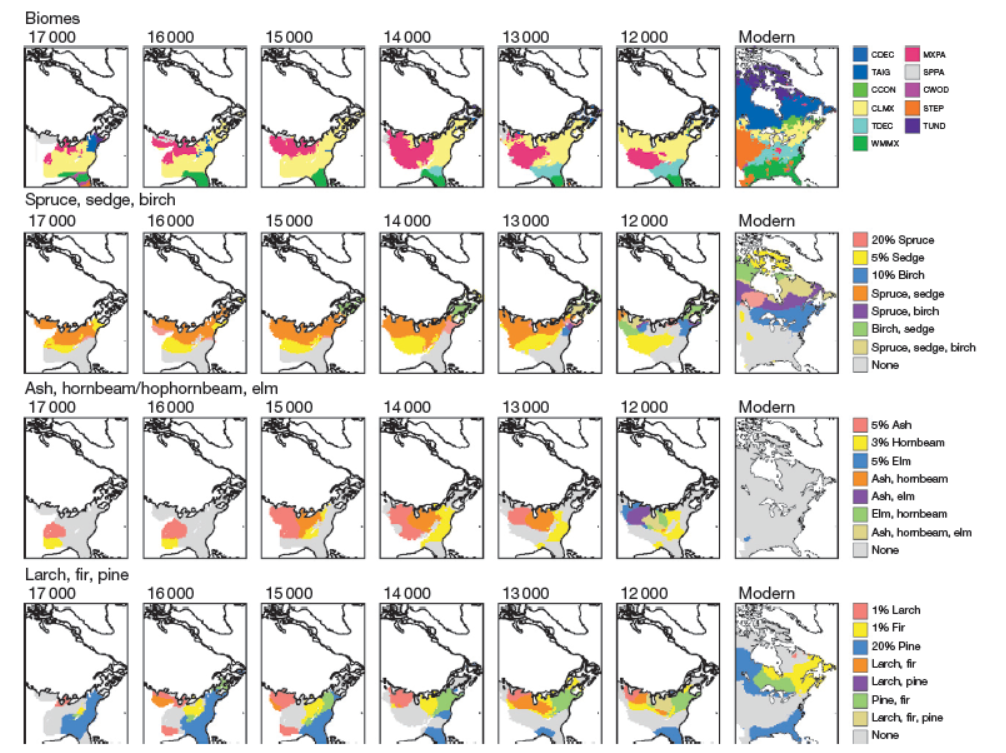 Biomes
17 000 16 000 15 000 14 000 13 000 12 000 Modern
CDEC MXPA
TAIG SPPA
CCON CWOD
CLMX STEP
TDEC TUND
WMMX
Spruce, sedge, birch
17 000 16 000 15 000 14 000 13 000 12 000 Modern
20% Spruce
5% Sedge
10% Birch
Spruce, sedge
Spruce, birch
Birch, sedge
Spruce, sedge, birch
None
Ash, hornbeam/hophornbeam, elm
17 000 16 000 15 000 14 000 13 000 12 000 Modern
5% Ash
3% Hornbeam
5% Elm
Ash, hornbeam
Ash, elm
Elm, hornbeam
Ash, hornbeam, elm
None
Larch, fir, pine
17 000 16 000 15 000 14 000 13 000 12 000 Modern
1% Larch
1% Fir
20% Pine
Larch, fir
Larch, pine
Pine, fir
Larch, fir, pine
None